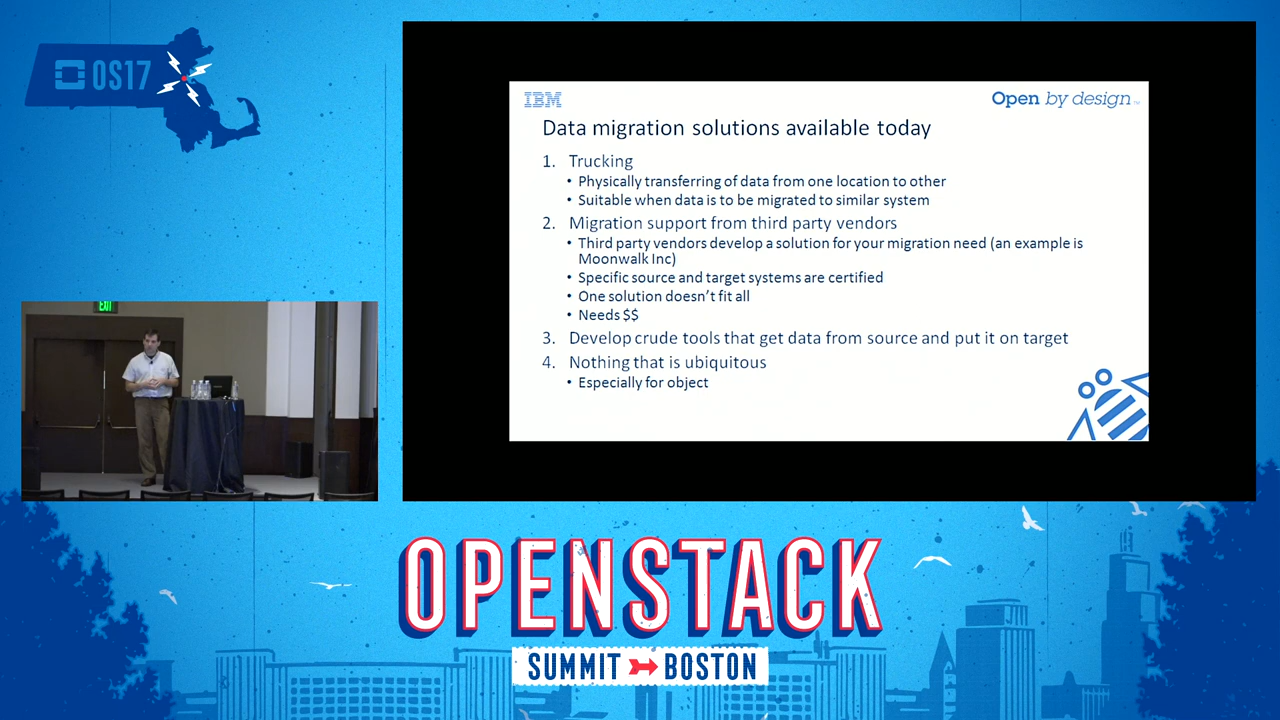 OS17
EXIT
IBM
Open by design™
Data migration solutions available today
1. Trucking
• Physically transferring of data from one location to other
• Suitable when data is to be migrated to similar system
2. Migration support from third party vendors
• Third party vendors develop a solution for your migration need (an example is
Moonwalk Inc)
• Specific source and target systems are certified
• One solution doesn't fit all
• Needs $$
3. Develop crude tools that get data from source and put it on target
4. Nothing that is ubiquitous
• Especially for object
OPENSTACK
SUMMIT BOSTON